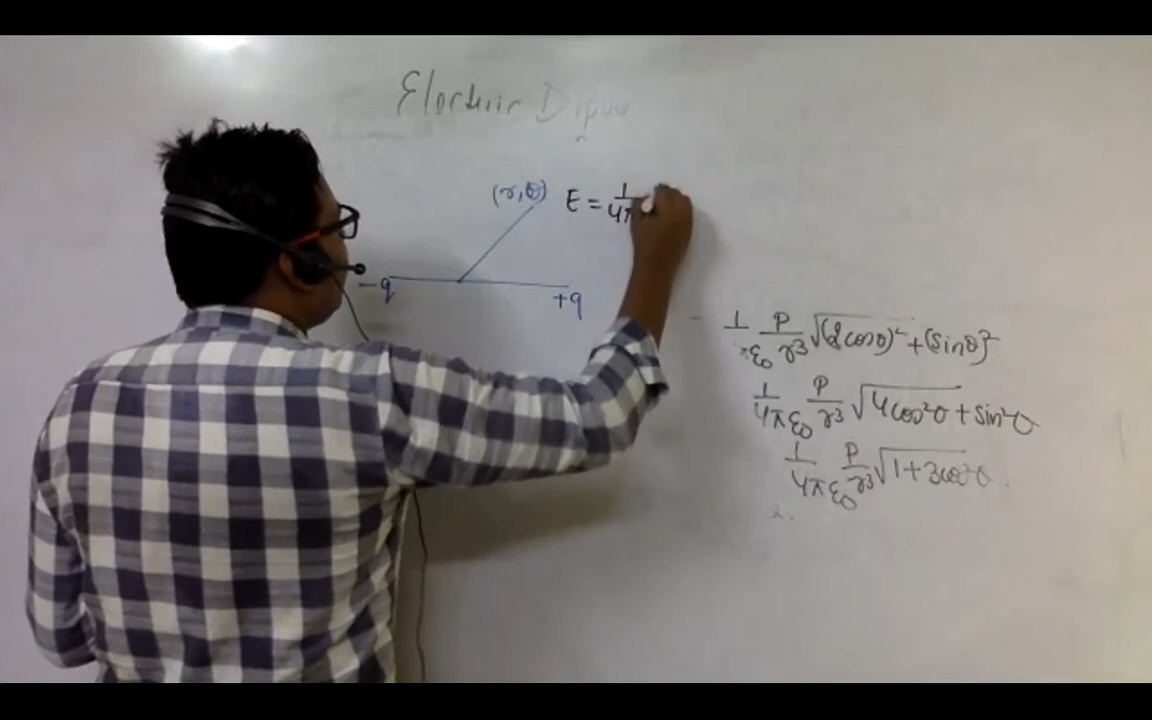 Electric Dipole
(r,θ) E = 1/4π
-q +q
1/πε₀ P/r³ √(2cosθ)² + (sinθ)²
1/4πε₀ P/r³ √4cos²θ + sin²θ
1/4πε₀ P/r³ √1+3cos²θ